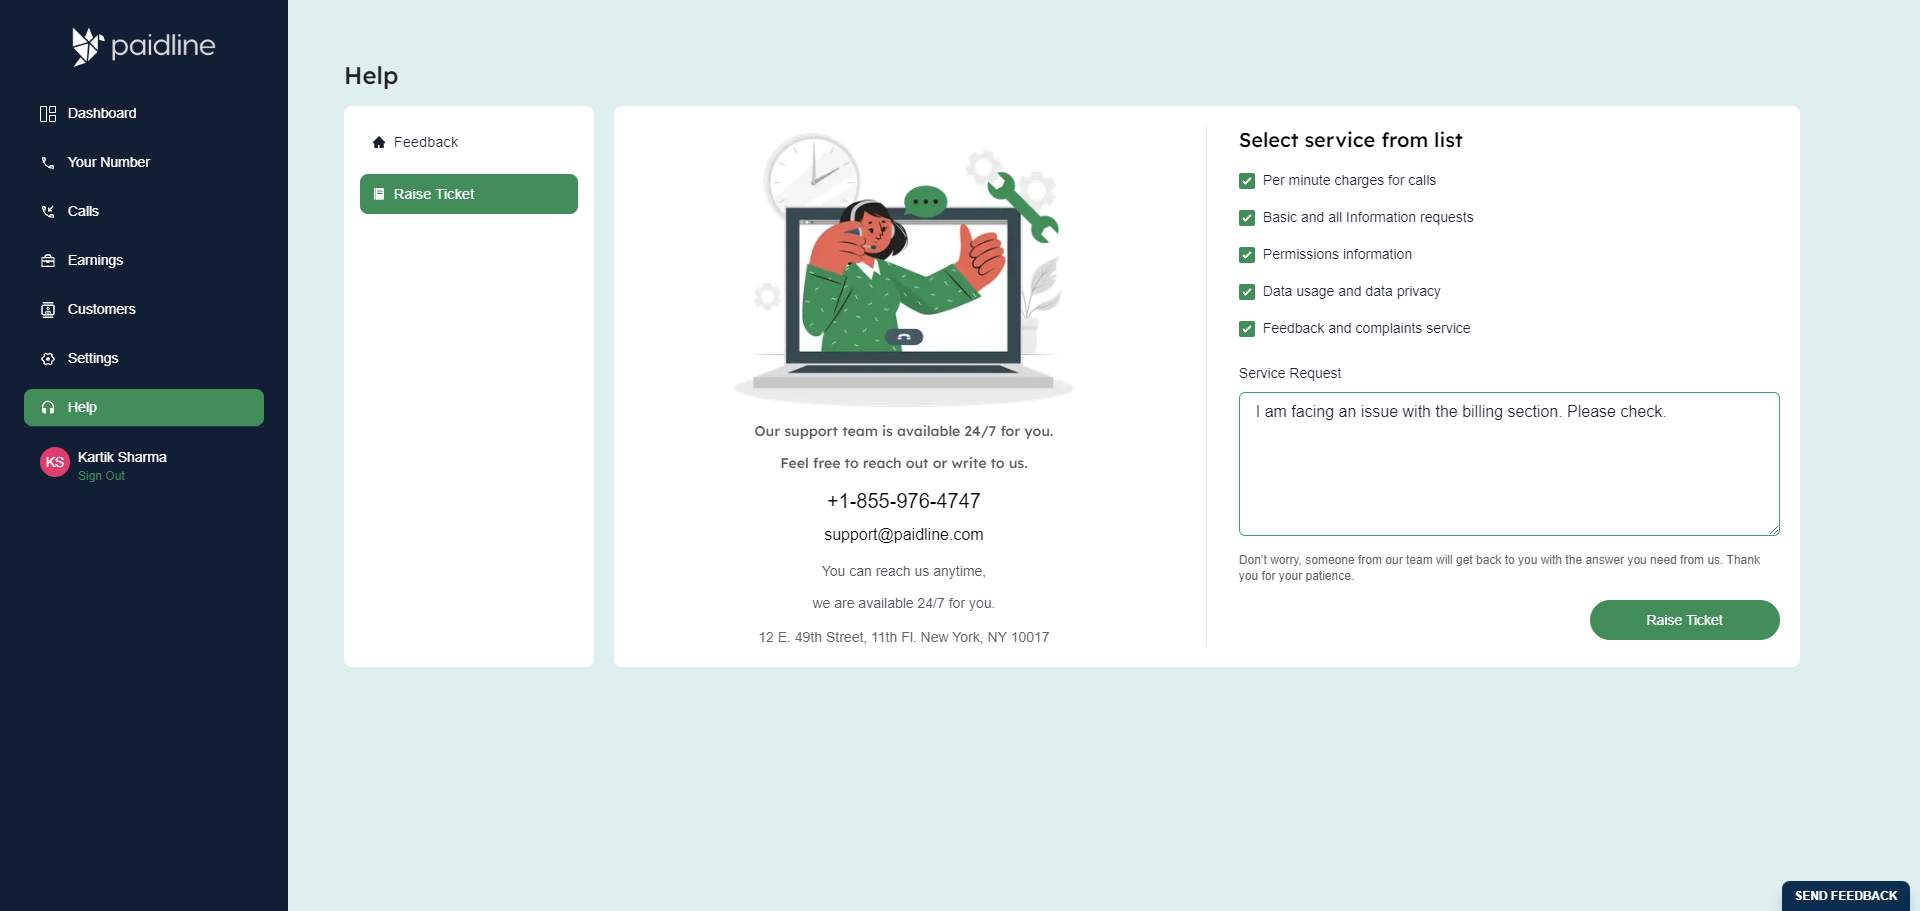 paidline
Dashboard
Your Number
Calls
Earnings
Customers
Settings
Help
KS
Kartik Sharma
Sign Out
Help
Feedback
Raise Ticket
Our support team is available 24/7 for you.
Feel free to reach out or write to us.
+1-855-976-4747
support@paidline.com
You can reach us anytime,
we are available 24/7 for you.
12 E. 49th Street, 11th Fl. New York, NY 10017
Select service from list
Per minute charges for calls
Basic and all Information requests
Permissions information
Data usage and data privacy
Feedback and complaints service
Service Request
I am facing an issue with the billing section. Please check.
Don't worry, someone from our team will get back to you with the answer you need from us. Thank
you for your patience.
Raise Ticket
SEND FEEDBACK